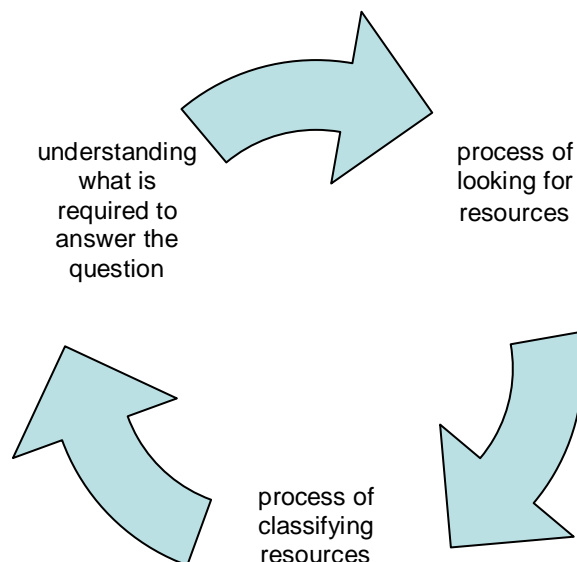 understanding
what is
required to
answer the
question
process of
looking for
resources
process of
classifying
resources